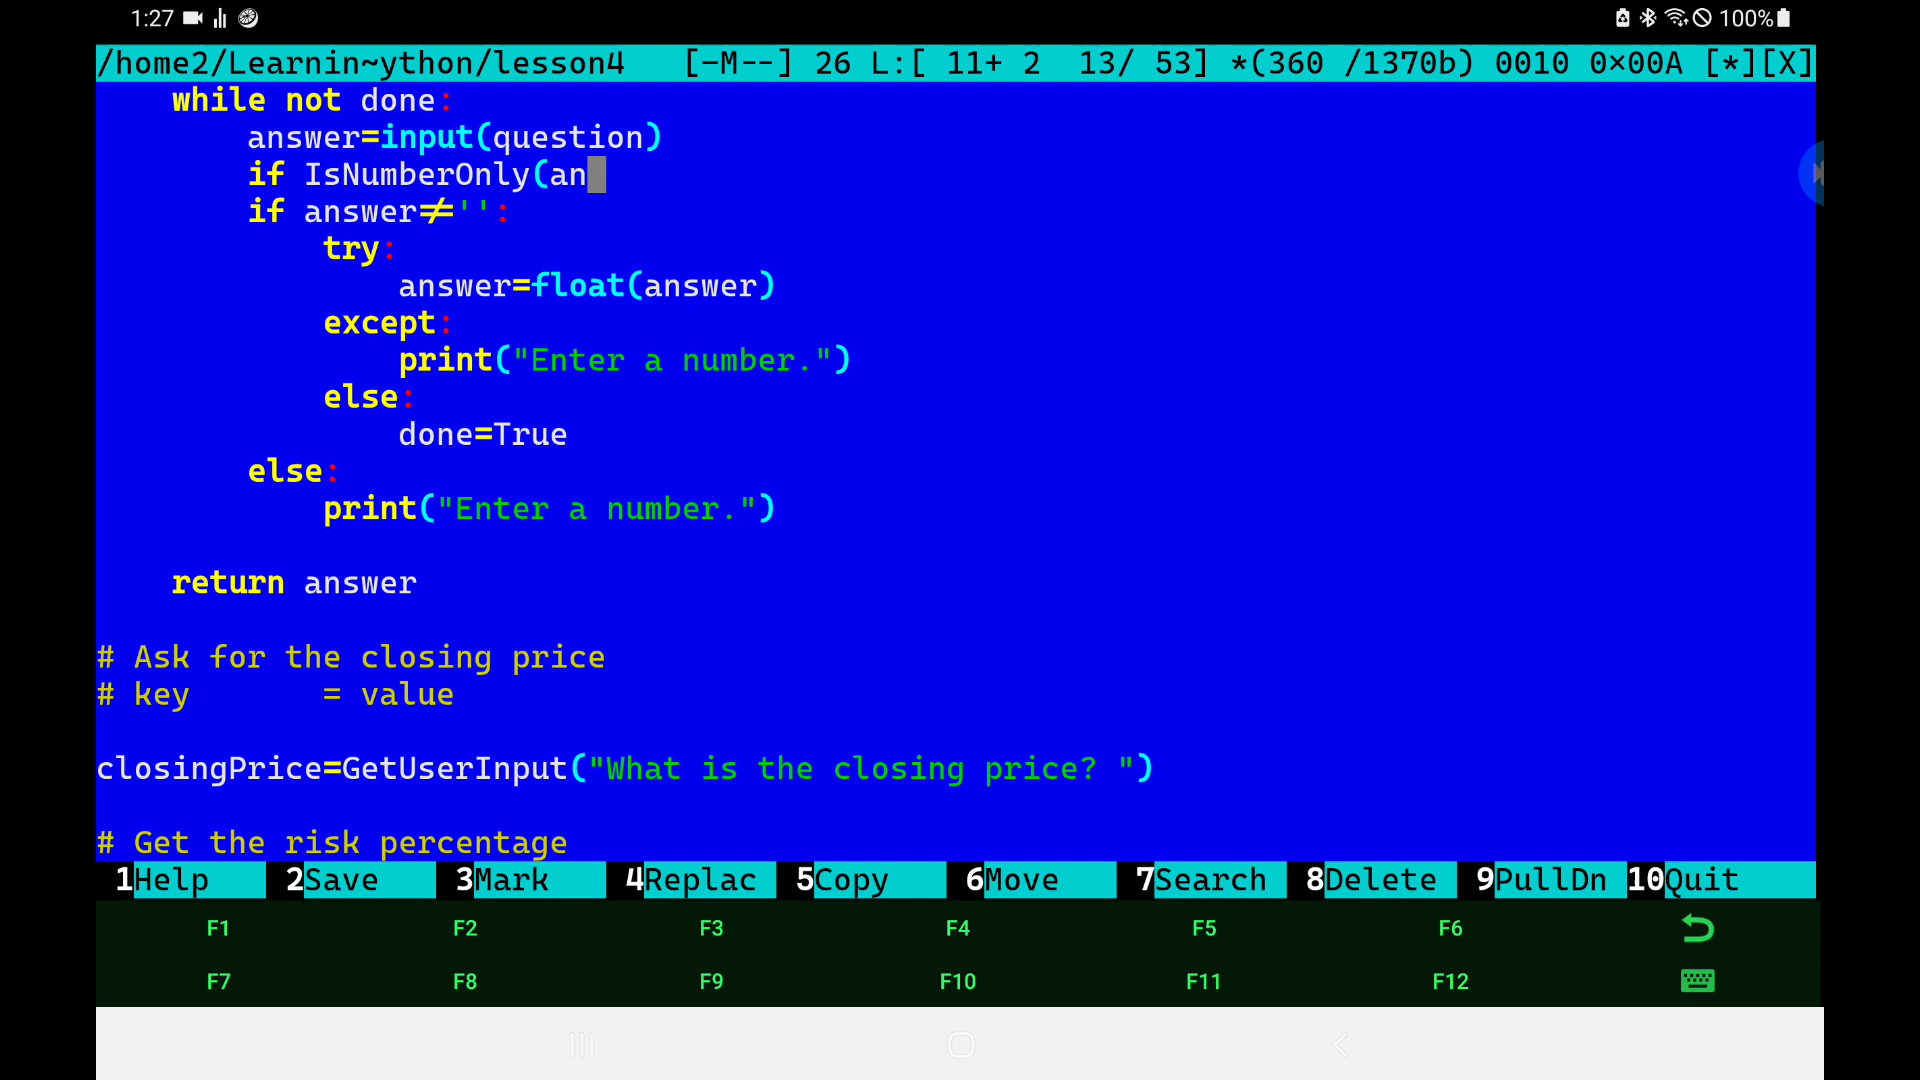 1:27 100%
/home2/Learnin~ython/lesson4 [-M--] 26 L:[ 11+ 2 13/ 53] *(360 /1370b) 0010 0x00A [*][X]
    while not done:
        answer=input(question)
        if IsNumberOnly(an
        if answer≠'':
            try:
                answer=float(answer)
            except:
                print("Enter a number.")
            else:
                done=True
        else:
            print("Enter a number.")
    return answer
# Ask for the closing price
# key       = value
closingPrice=GetUserInput("What is the closing price? ")
# Get the risk percentage
1Help 2Save 3Mark 4Replac 5Copy 6Move 7Search 8Delete 9PullDn 10Quit
F1 F2 F3 F4 F5 F6
F7 F8 F9 F10 F11 F12